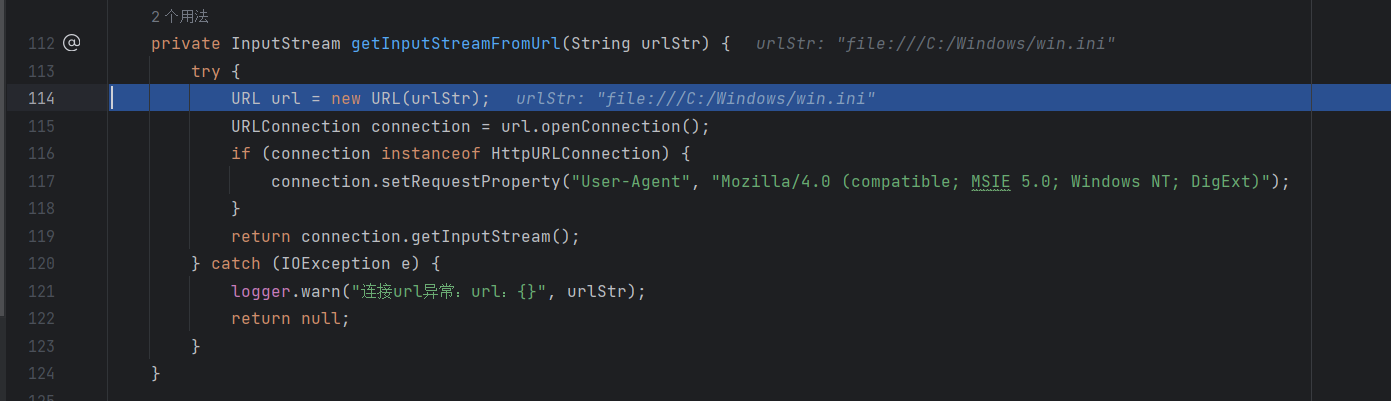 2 个用法
112 @ private InputStream getInputStreamFromUrl(String urlStr) { urlStr: "file:///C:/Windows/win.ini"
113 try {
114 URL url = new URL(urlStr); urlStr: "file:///C:/Windows/win.ini"
115 URLConnection connection = url.openConnection();
116 if (connection instanceof HttpURLConnection) {
117 connection.setRequestProperty("User-Agent", "Mozilla/4.0 (compatible; MSIE 5.0; Windows NT; DigExt)");
118 }
119 return connection.getInputStream();
120 } catch (IOException e) {
121 logger.warn("连接url异常：url：{}", urlStr);
122 return null;
123 }
124 }
125